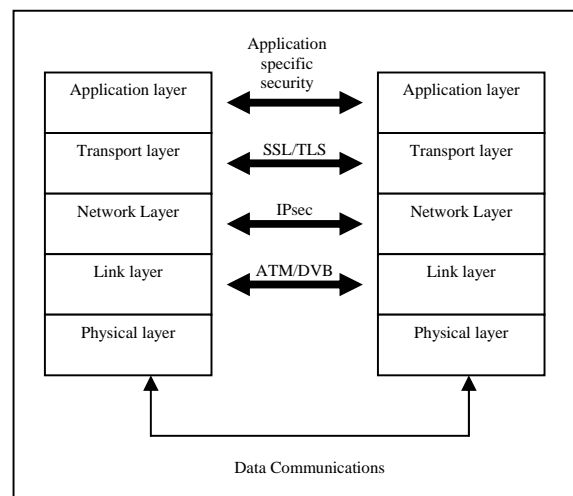 Application
specific
security
Application layer
Application layer
Transport layer
SSL/TLS
Transport layer
Network Layer
IPsec
Network Layer
Link layer
ATM/DVB
Link layer
Physical layer
Physical layer
Data Communications